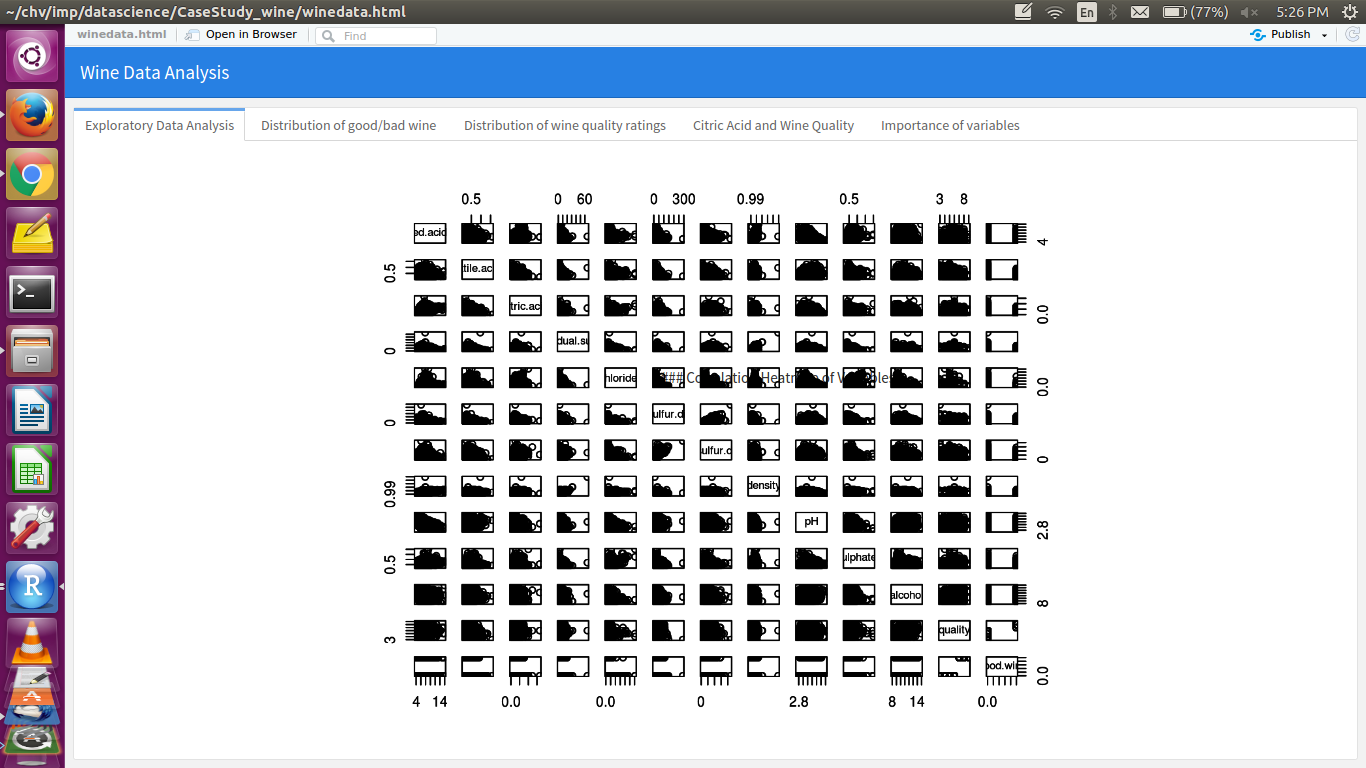 ~/chv/imp/datascience/CaseStudy_wine/winedata.html En (77%) 5:26 PM
winedata.html Open in Browser Find Publish
Wine Data Analysis
Exploratory Data Analysis Distribution of good/bad wine Distribution of wine quality ratings Citric Acid and Wine Quality Importance of variables
0.5 0 60 0 300 0.99 0.5 3 8
ed.acid 4
0.5 tile.ac
tric.aci 0.0
0 dual.su
hloride ### Correlation Heatmap of Variables 0.0
0 ulfur.d
ulfur.d 0
0.99 density
pH 2.8
0.5 ulphate
alcoho 8
3 quality
ood.wi 0.0
4 14 0.0 0.0 0 2.8 8 14 0.0
R